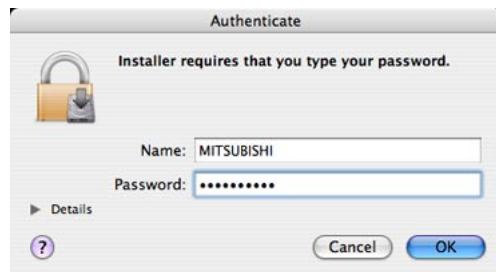 Authenticate
Installer requires that you type your password.
Name: MITSUBISHI
Password: ••••••••••
Details
?
Cancel OK